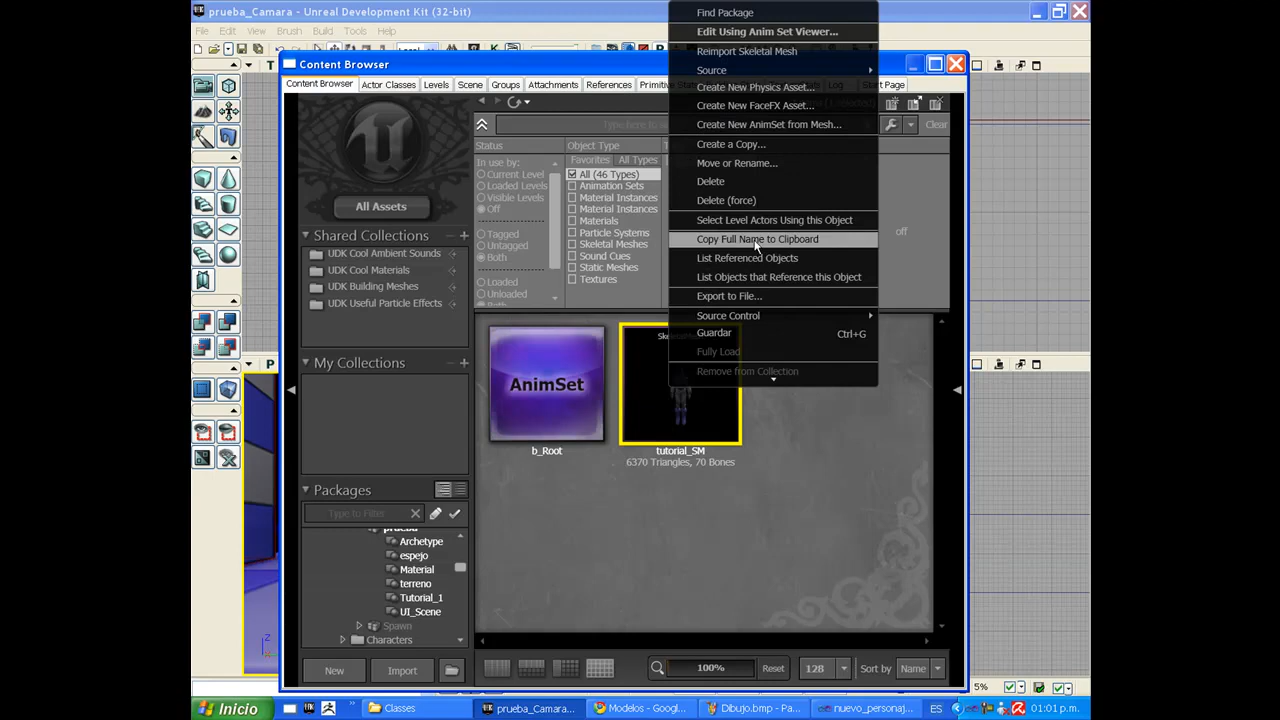 prueba_Camara - Unreal Development Kit (32-bit)
File Edit View Brush Build Tools
Content Browser
Content Browser Actor Classes Levels Scene Groups Attachments References Start Page
All Assets
Shared Collections
UDK Cool Ambient Sounds
UDK Cool Materials
UDK Building Meshes
UDK Useful Particle Effects
My Collections
Packages
Type to Filter
prueba
Archetype
espejo
Material
terreno
Tutorial_1
UI_Scene
Spawn
Characters
New Import
Clear
Status
In use by:
Current Level
Loaded Levels
Visible Levels
Off
Tagged
Untagged
Both
Loaded
Unloaded
Both
Object Type
Favorites All Types
All (46 Types)
Animation Sets
Material Instances
Material Instances
Materials
Particle Systems
Skeletal Meshes
Sound Cues
Static Meshes
Textures
off
Find Package
Edit Using Anim Set Viewer...
Reimport Skeletal Mesh
Source
Create New Physics Asset...
Create New FaceFX Asset...
Create New AnimSet from Mesh...
Create a Copy...
Move or Rename...
Delete
Delete (force)
Select Level Actors Using this Object
Copy Full Name to Clipboard
List Referenced Objects
List Objects that Reference this Object
Export to File...
Source Control
Guardar Ctrl+G
Fully Load
Remove from Collection
AnimSet
b_Root
tutorial_SM
6370 Triangles, 70 Bones
100% Reset 128 Sort by Name
5%
Inicio Classes prueba_Camara... Modelos - Googl... Dibujo.bmp - Pa... nuevo_personaj... ES 01:01 p.m.